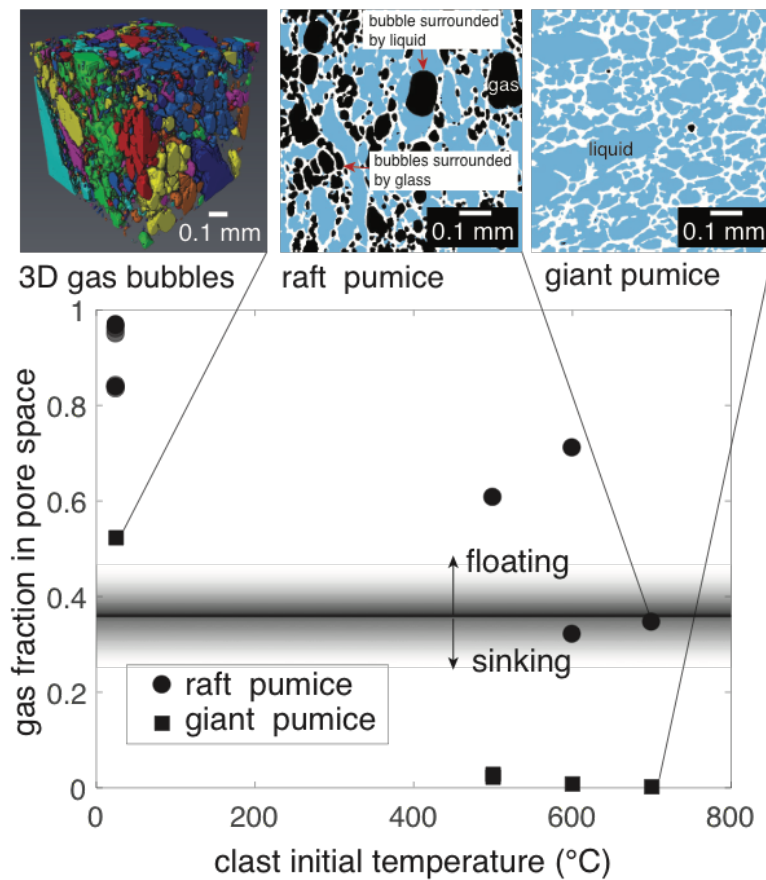 bubble surrounded
by liquid
gas
bubbles surrounded
by glass
liquid
0.1 mm
0.1 mm
0.1 mm
3D gas bubbles
raft pumice
giant pumice
1
0.8
0.6
0.4
0.2
0
gas fraction in pore space
floating
sinking
raft pumice
giant pumice
0
200
400
600
800
clast initial temperature (°C)